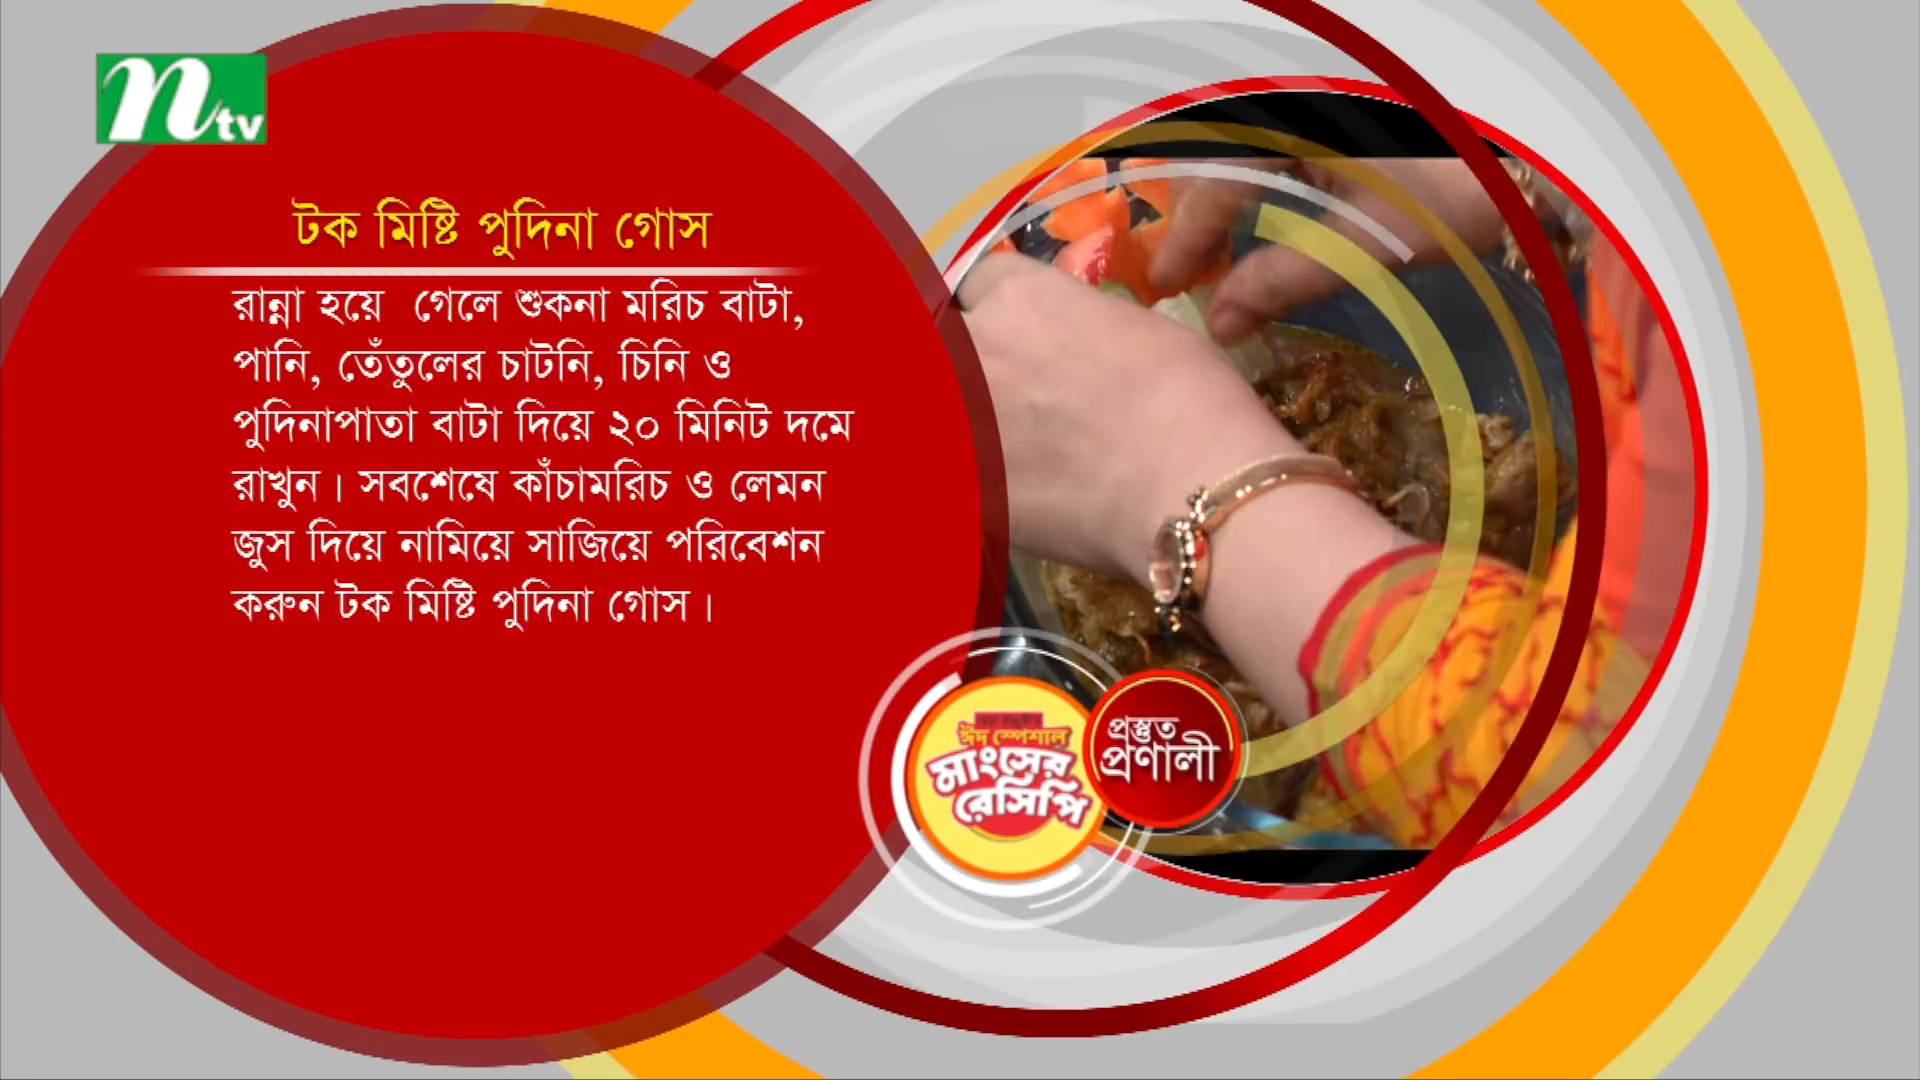 ntv
টক মিষ্টি পুদিনা গোস
রান্না হয়ে গেলে শুকনা মরিচ বাটা,
পানি, তেঁতুলের চাটনি, চিনি ও
পুদিনাপাতা বাটা দিয়ে ২০ মিনিট দমে
রাখুন। সবশেষে কাঁচামরিচ ও লেমন
জুস দিয়ে নামিয়ে সাজিয়ে পরিবেশন
করুন টক মিষ্টি পুদিনা গোস।
ঈদ স্পেশাল
মাংসের
রেসিপি
প্রস্তুত
প্রণালী